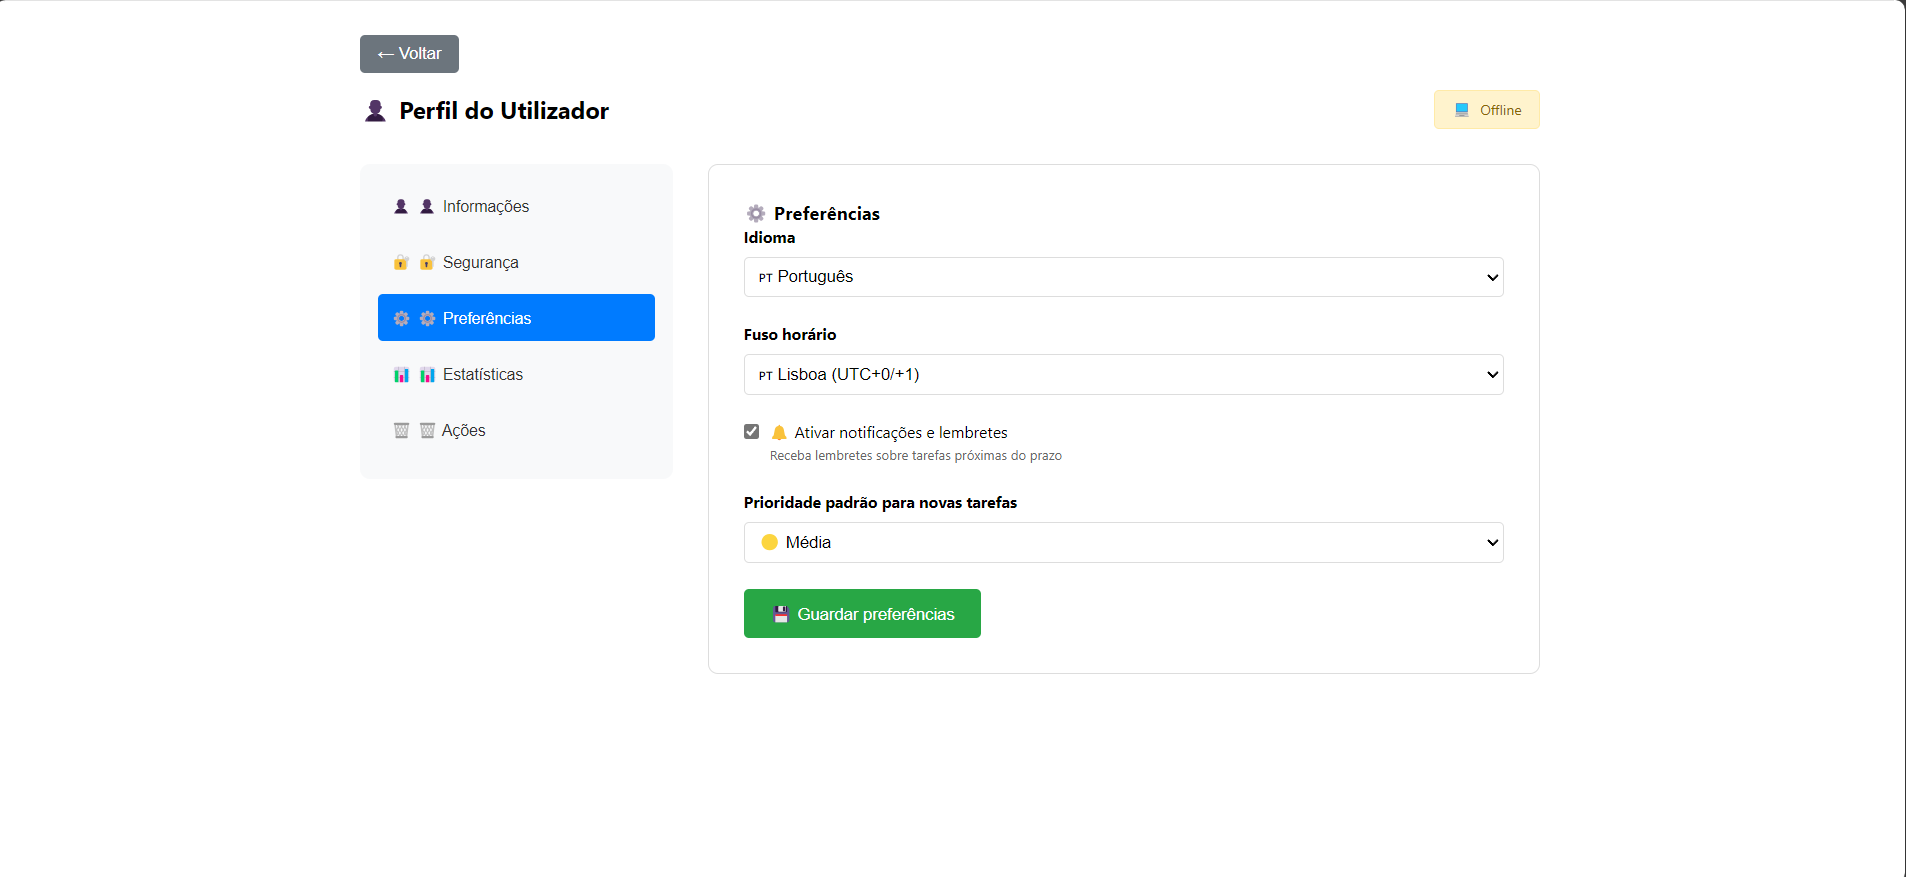 ← Voltar
Perfil do Utilizador
Offline
Informações
Segurança
Preferências
Estatísticas
Ações
Preferências
Idioma
PT Português
Fuso horário
PT Lisboa (UTC+0/+1)
Ativar notificações e lembretes
Receba lembretes sobre tarefas próximas do prazo
Prioridade padrão para novas tarefas
Média
Guardar preferências